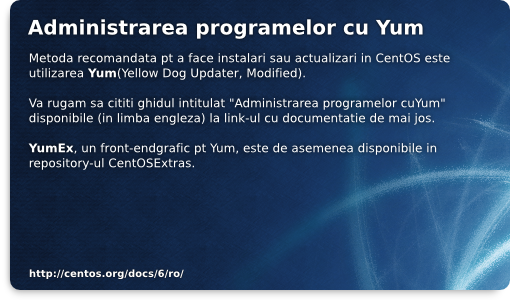 Administrarea programelor cu Yum
Metoda recomandata pt a face instalari sau actualizari in CentOS este
utilizarea Yum(Yellow Dog Updater, Modified).
Va rugam sa cititi ghidul intitulat "Administrarea programelor cuYum"
disponibile (in limba engleza) la link-ul cu documentatie de mai jos.
YumEx, un front-endgrafic pt Yum, este de asemenea disponibile in
repository-ul CentOSExtras.
http://centos.org/docs/6/ro/